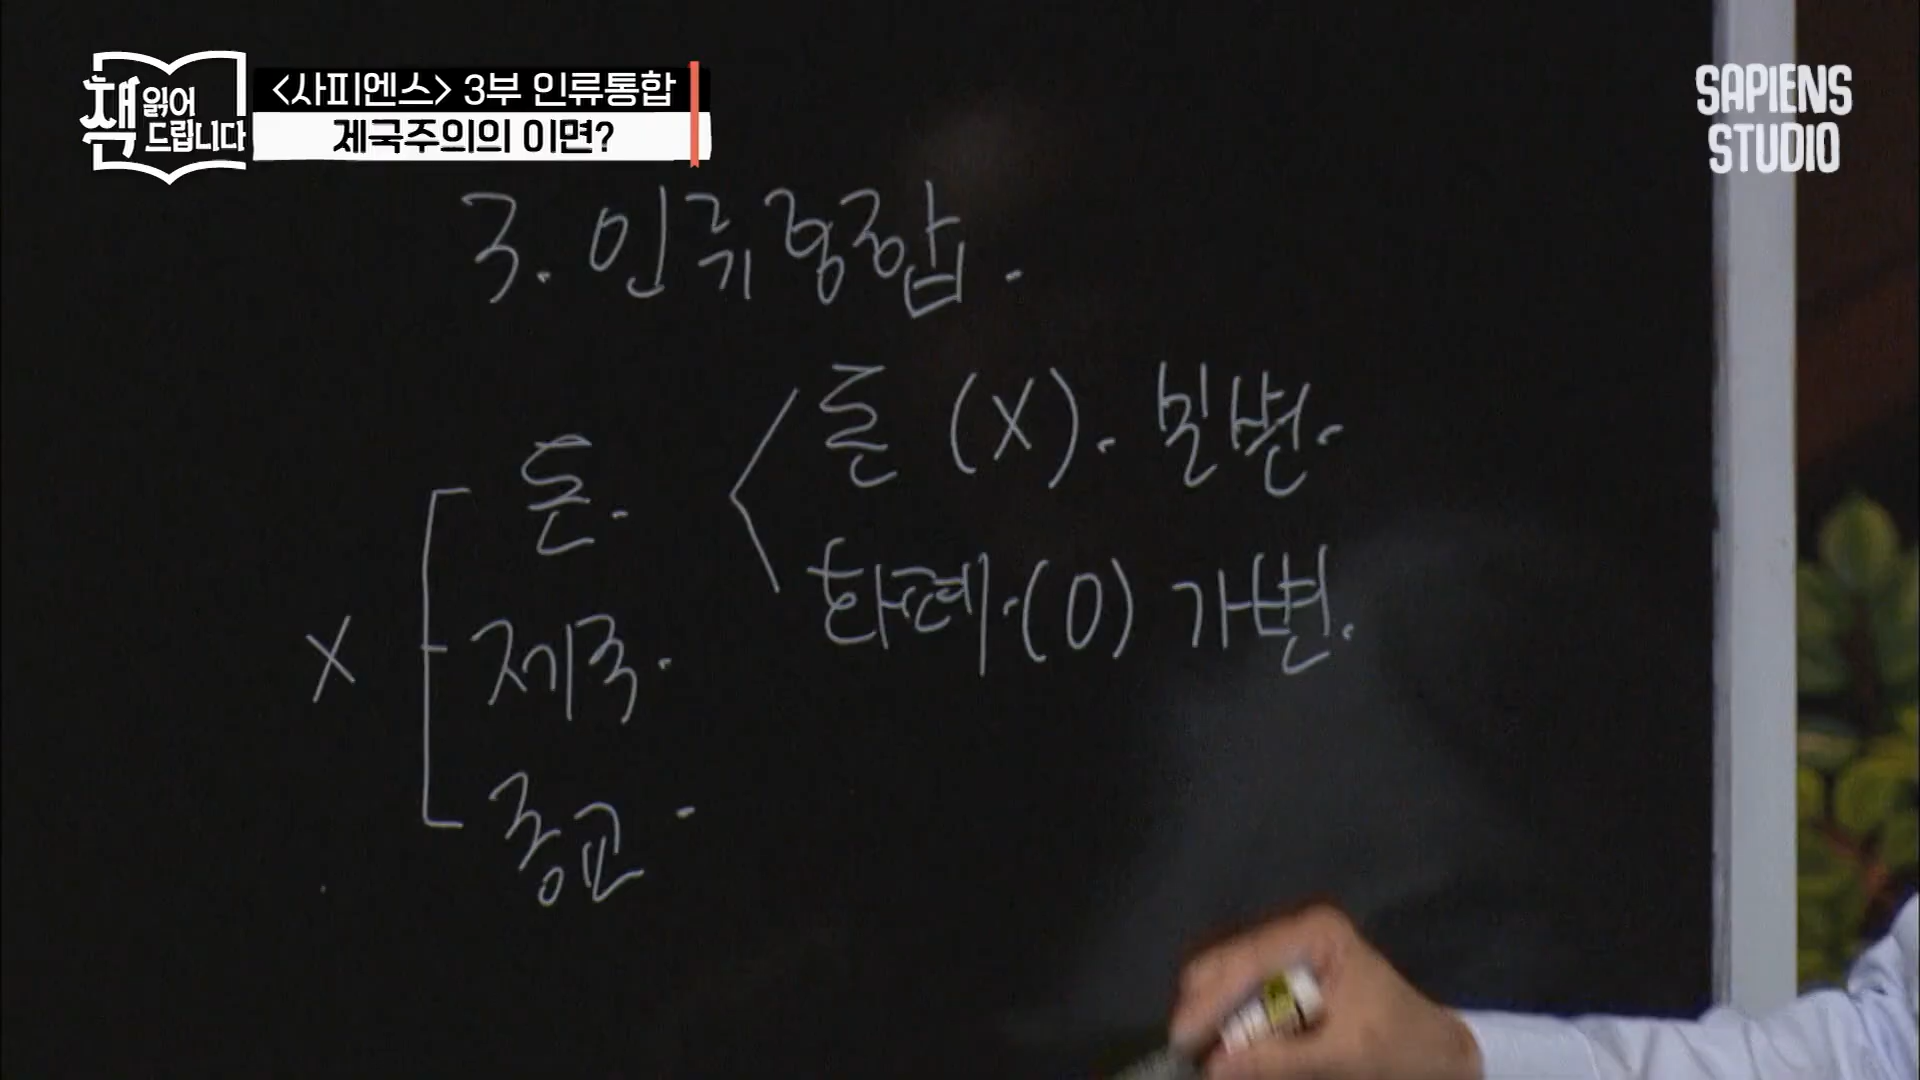 책 읽어 드립니다
<사피엔스> 3부 인류통합
제국주의의 이면?
SAPIENS STUDIO
3. 인류통합.
돈.
돈 (X). 불변.
화폐.(O) 가변.
X
제국.
종교.